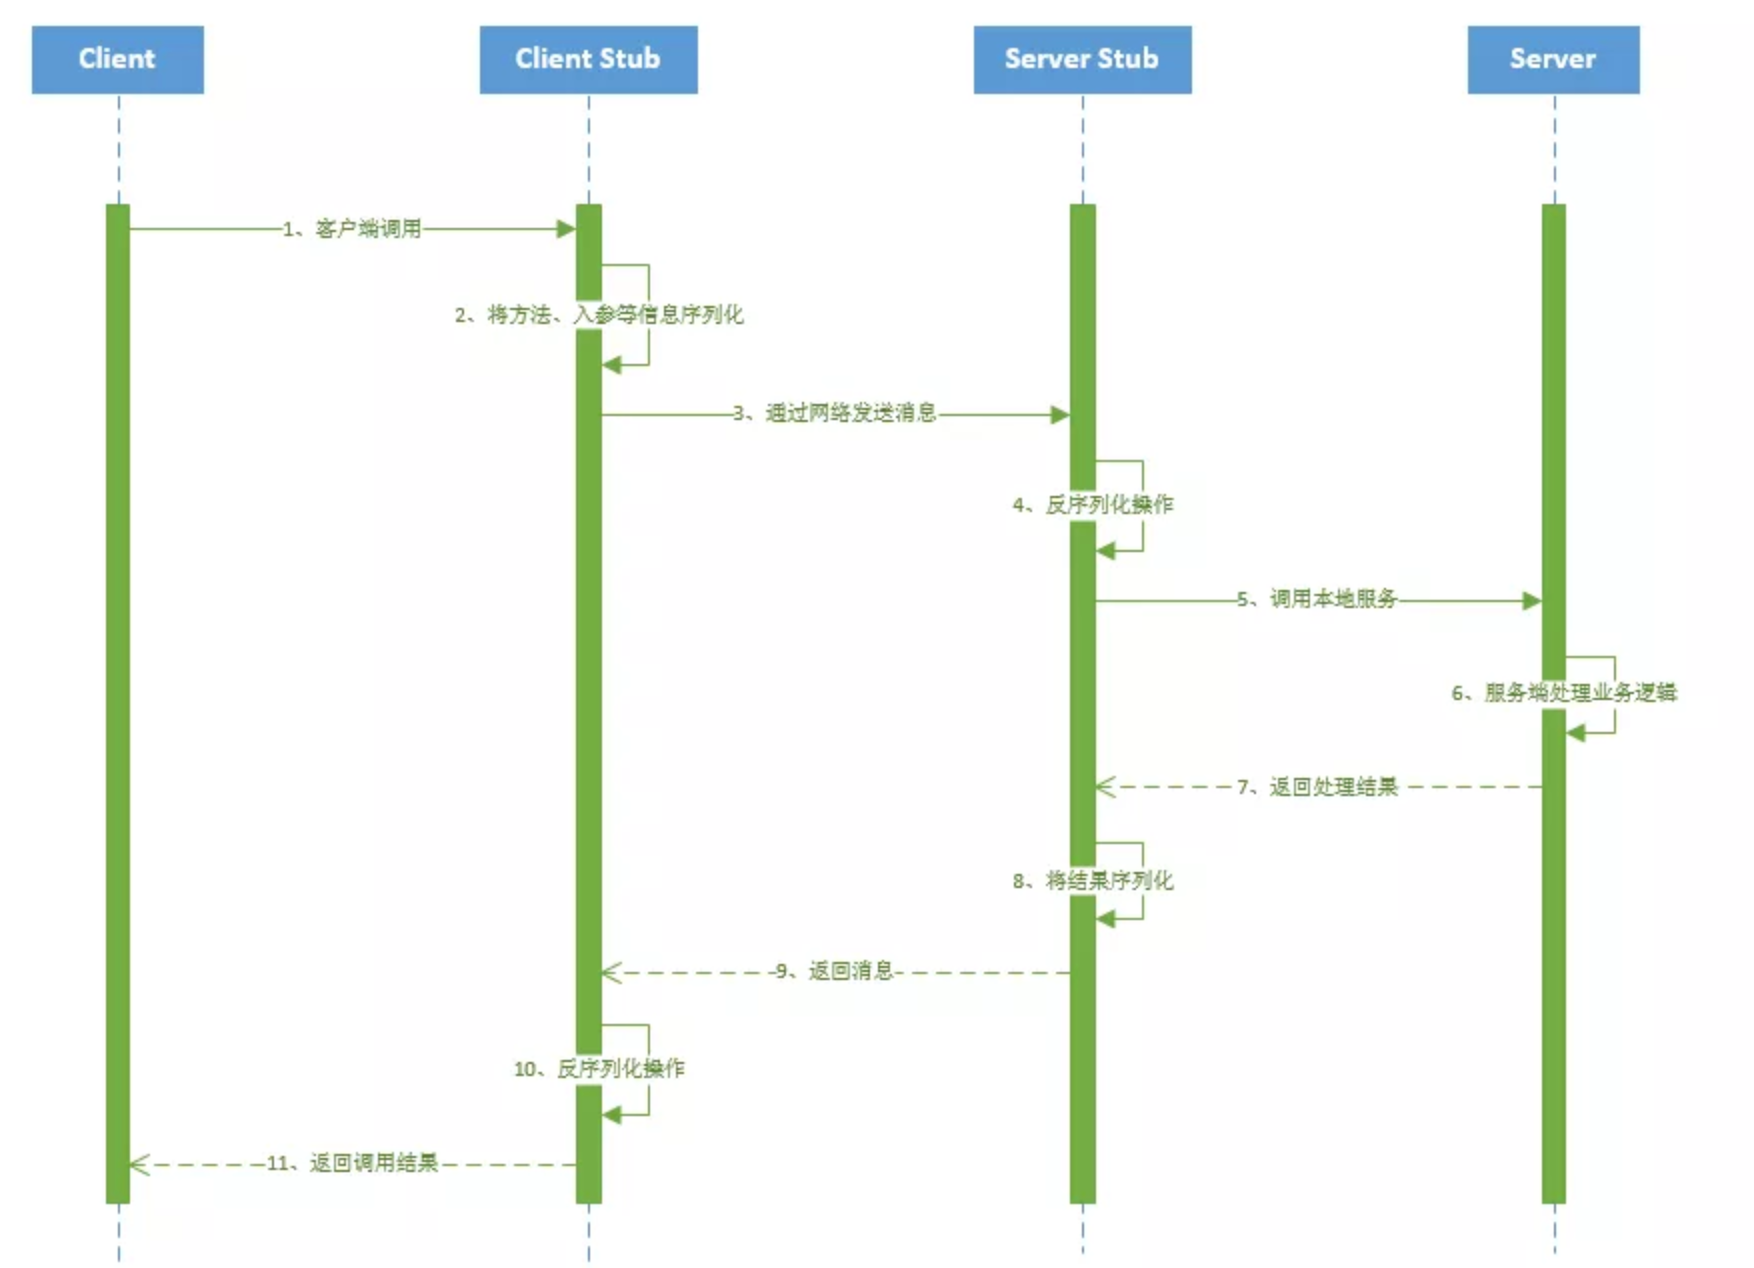 Client
Client Stub
Server Stub
Server
1、客户端调用
2、将方法、入参等信息序列化
3、通过网络发送消息
4、反序列化操作
5、调用本地服务
6、服务端处理业务逻辑
7、返回处理结果
8、将结果序列化
9、返回消息
10、反序列化操作
11、返回调用结果